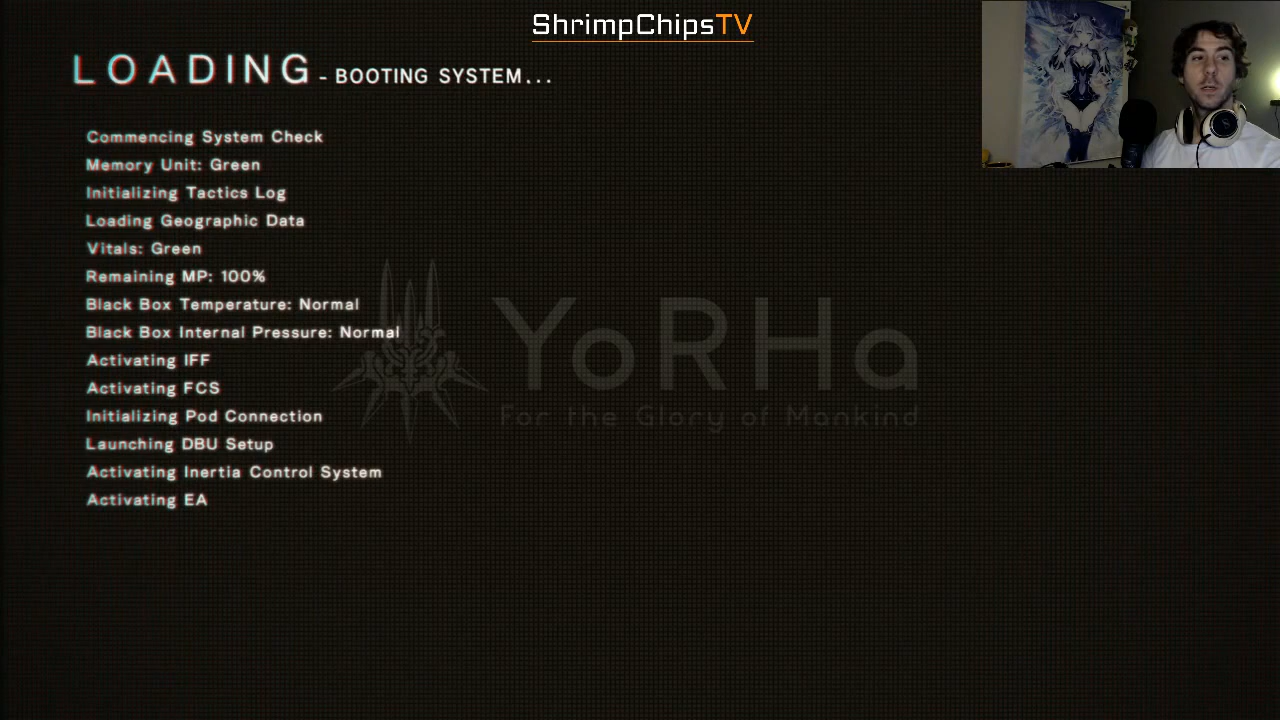 ShrimpChipsTV
LOADING - BOOTING SYSTEM...
Commencing System Check
Memory Unit: Green
Initializing Tactics Log
Loading Geographic Data
Vitals: Green
Remaining MP: 100%
Black Box Temperature: Normal
Black Box Internal Pressure: Normal
Activating IFF
Activating FCS
Initializing Pod Connection
Launching DBU Setup
Activating Inertia Control System
Activating EA
YoRHa
For the Glory of Mankind